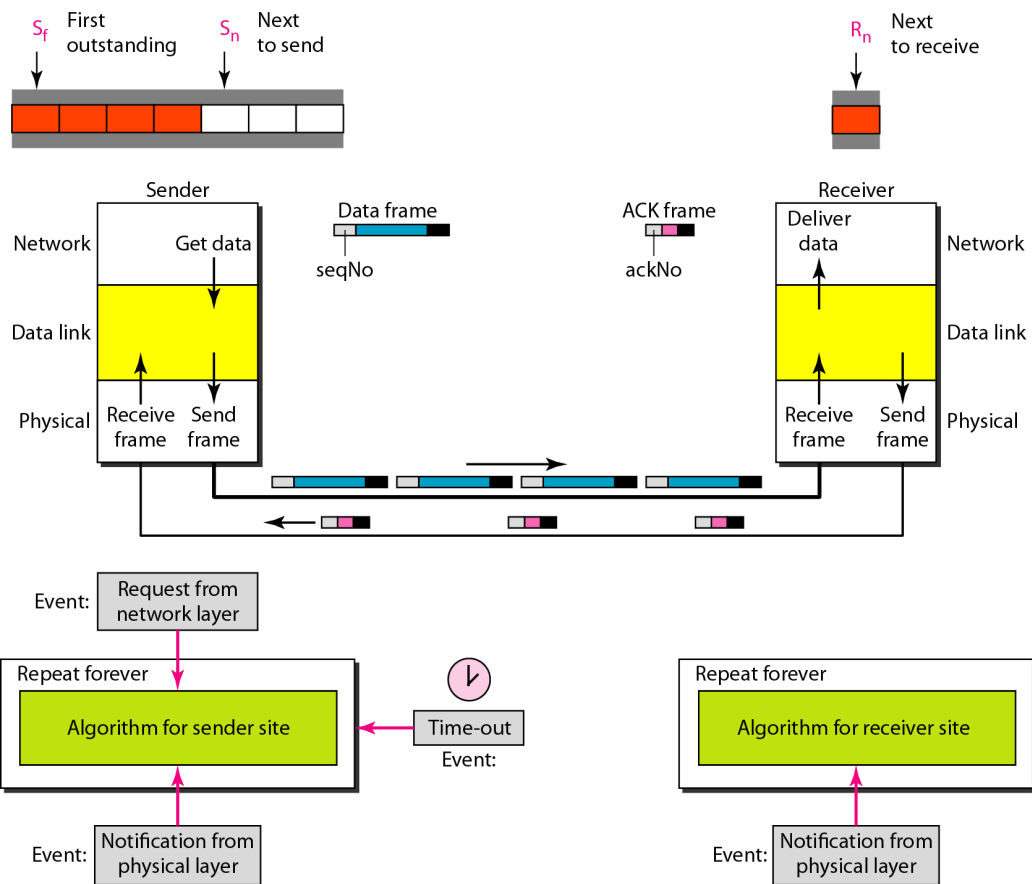 Sf First outstanding
Sn Next to send
Rn Next to receive
Sender
Receiver
Data frame
seqNo
ACK frame
ackNo
Network
Get data
Deliver data
Network
Data link
Data link
Physical
Receive frame
Send frame
Receive frame
Send frame
Physical
Event:
Request from network layer
Repeat forever
Algorithm for sender site
Time-out
Event:
Repeat forever
Algorithm for receiver site
Event:
Notification from physical layer
Event:
Notification from physical layer